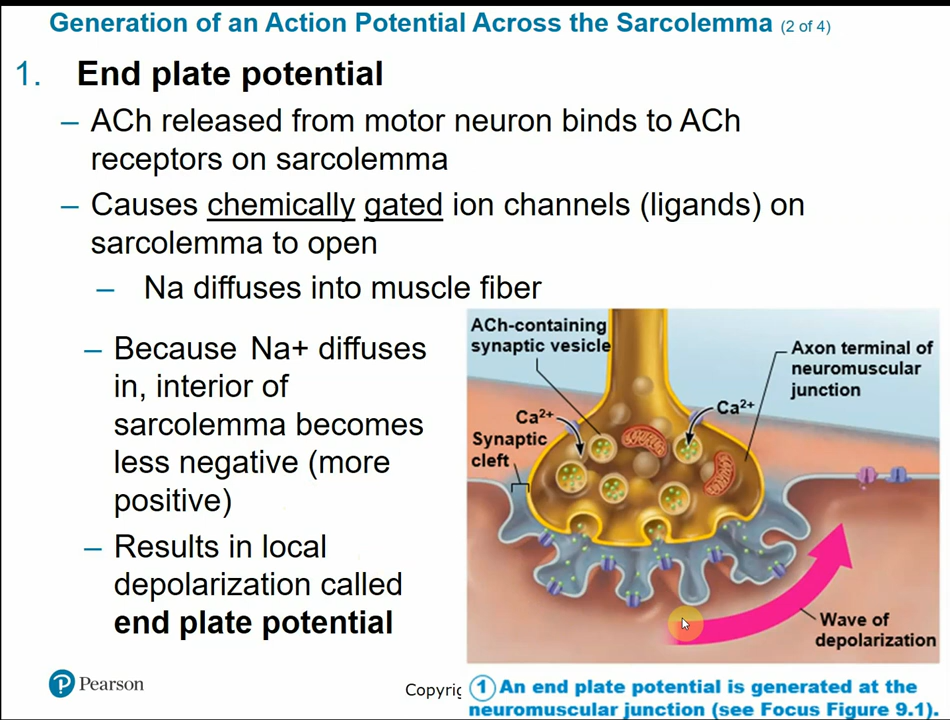 Generation of an Action Potential Across the Sarcolemma (2 of 4)
1. End plate potential
– ACh released from motor neuron binds to ACh
receptors on sarcolemma
– Causes chemically gated ion channels (ligands) on
sarcolemma to open
– Na diffuses into muscle fiber
– Because Na+ diffuses
in, interior of
sarcolemma becomes
less negative (more
positive)
– Results in local
depolarization called
end plate potential
ACh-containing
synaptic vesicle
Axon terminal of
neuromuscular
junction
Ca2+
Ca2+
Synaptic
cleft
Wave of
depolarization
P Pearson
Copyrig
1 An end plate potential is generated at the
neuromuscular junction (see Focus Figure 9.1).